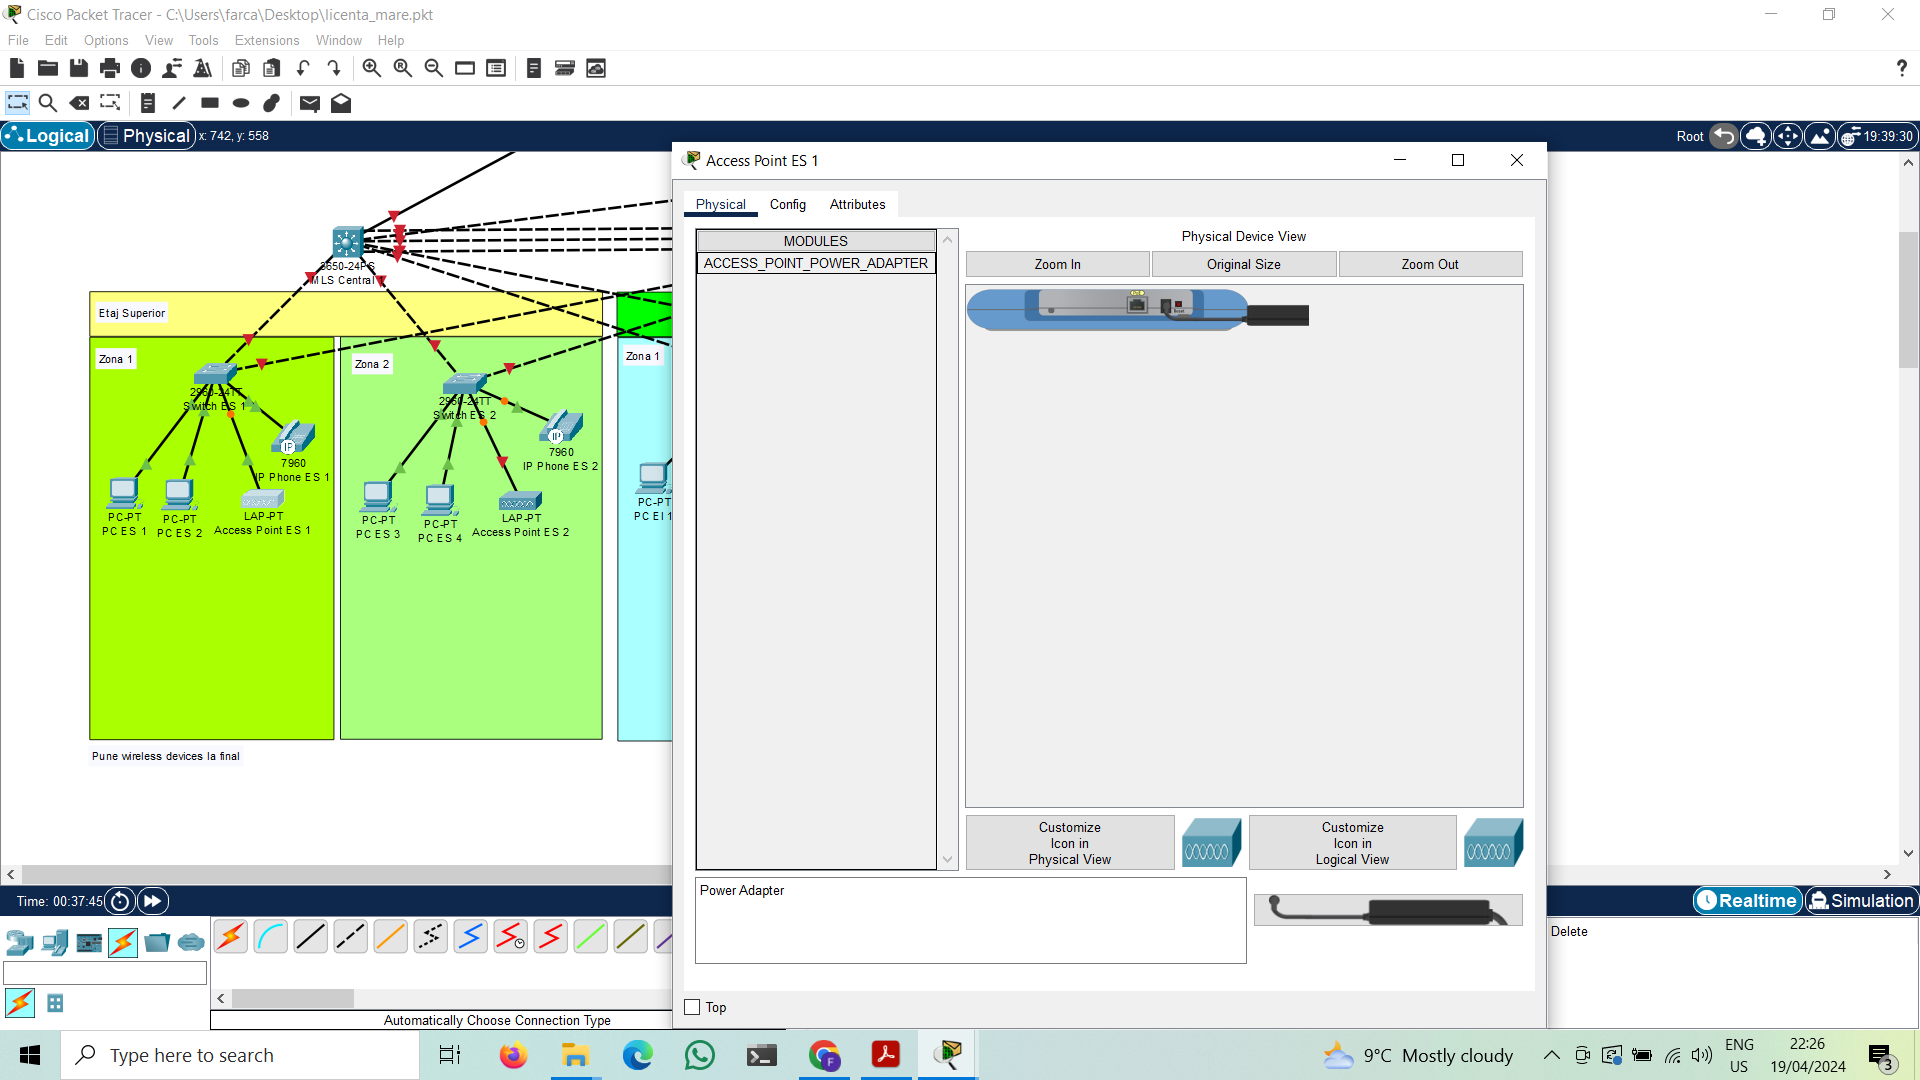 Cisco Packet Tracer - C:\Users\farca\Desktop\licenta_mare.pkt
File Edit Options View Tools Extensions Window Help
?
Logical Physical x: 742, y: 558
Root 19:39:30
3650-24PS
MLS Central 1
Etaj Superior
Zona 1
Zona 2
Zona 1
2960-24TT
Switch ES 1
2960-24TT
Switch ES 2
IP
7960
IP Phone ES 1
IP
7960
IP Phone ES 2
PC-PT
PC ES 1
PC-PT
PC ES 2
LAP-PT
Access Point ES 1
PC-PT
PC ES 3
PC-PT
PC ES 4
LAP-PT
Access Point ES 2
PC-PT
PC EI 1
Pune wireless devices la final
Access Point ES 1
Physical Config Attributes
MODULES
ACCESS_POINT_POWER_ADAPTER
Physical Device View
Zoom In Original Size Zoom Out
Reset
Customize
Icon in
Physical View
Customize
Icon in
Logical View
Power Adapter
Top
Time: 00:37:45
Realtime Simulation
Delete
Automatically Choose Connection Type
Type here to search
F
9°C Mostly cloudy
ENG
US
22:26
19/04/2024
3